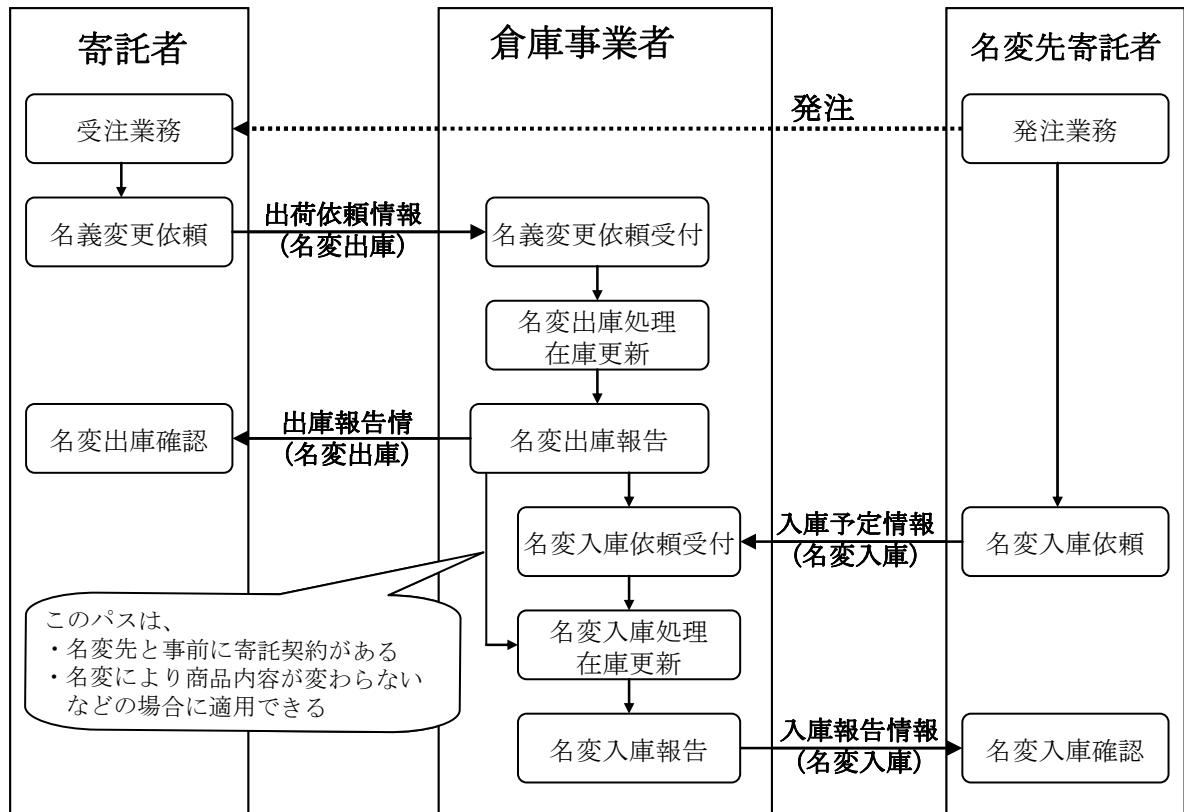 寄託者
倉庫事業者
名変先寄託者
発注
受注業務
発注業務
出荷依頼情報
(名変出庫)
名義変更依頼
名義変更依頼受付
名変出庫処理
在庫更新
出庫報告情
(名変出庫)
名変出庫確認
名変出庫報告
入庫予定情報
(名変入庫)
名変入庫依頼受付
名変入庫依頼
このパスは、
・名変先と事前に寄託契約がある
・名変により商品内容が変わらない
などの場合に適用できる
名変入庫処理
在庫更新
入庫報告情報
(名変入庫)
名変入庫報告
名変入庫確認